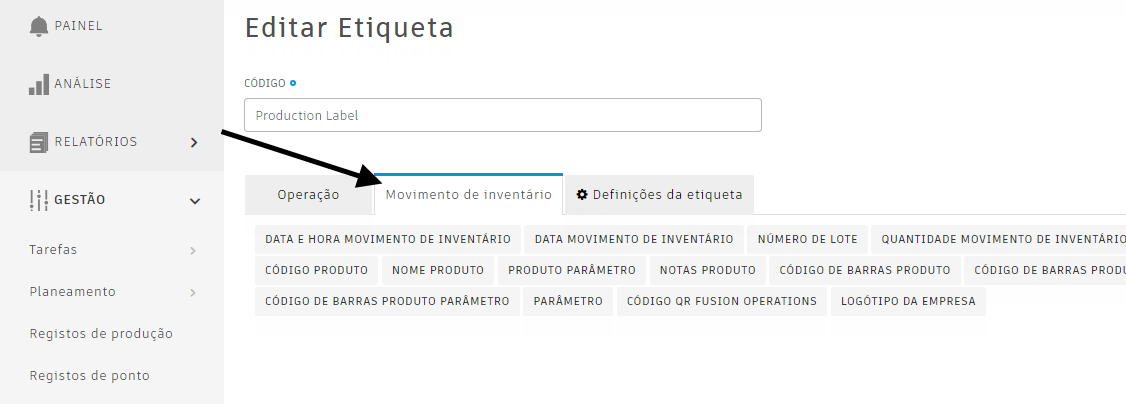 PAINEL
ANÁLISE
RELATÓRIOS
GESTÃO
Tarefas
Planeamento
Registos de produção
Registos de ponto
Editar Etiqueta
CÓDIGO
Production Label
Operação Movimento de inventário Definições da etiqueta
DATA E HORA MOVIMENTO DE INVENTÁRIO DATA MOVIMENTO DE INVENTÁRIO NÚMERO DE LOTE QUANTIDADE MOVIMENTO DE INVENTÁRIO
CÓDIGO PRODUTO NOME PRODUTO PRODUTO PARÂMETRO NOTAS PRODUTO CÓDIGO DE BARRAS PRODUTO CÓDIGO DE BARRAS
CÓDIGO DE BARRAS PRODUTO PARÂMETRO PARÂMETRO CÓDIGO QR FUSION OPERATIONS LOGÓTIPO DA EMPRESA